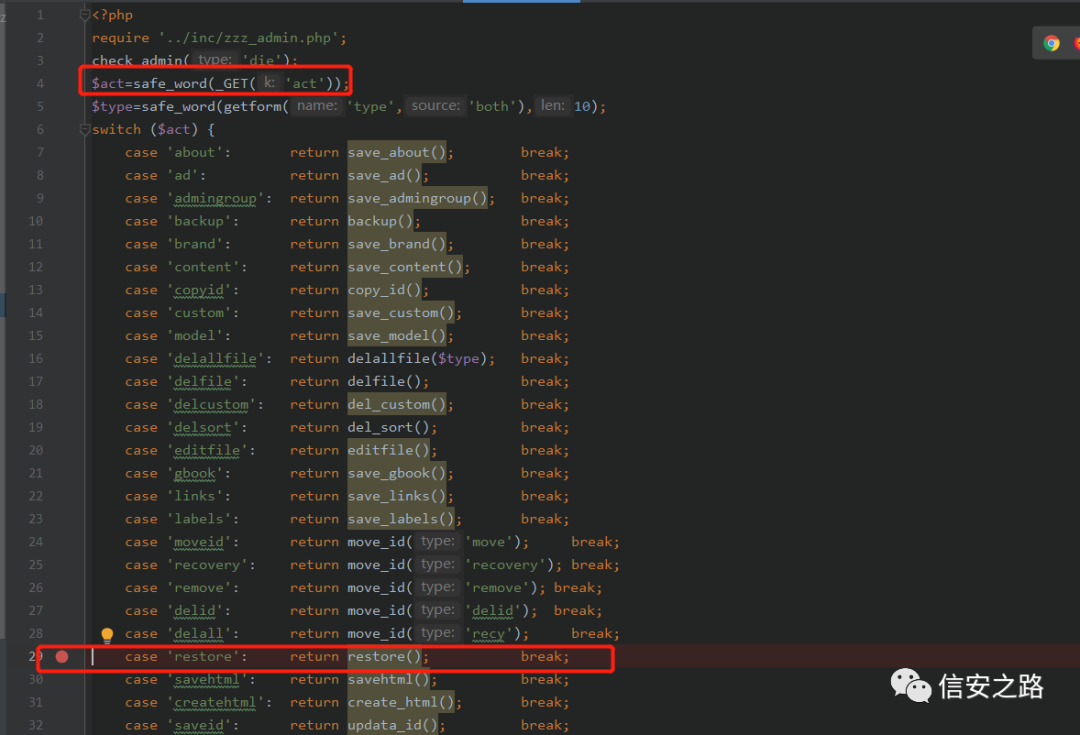 1 <?php
2 require '../inc/zzz_admin.php';
3 check_admin( type: 'die');
4 $act=safe_word(_GET( k: 'act'));
5 $type=safe_word(getform( name: 'type', source: 'both'), len: 10);
6 switch ($act) {
7 case 'about': return save_about(); break;
8 case 'ad': return save_ad(); break;
9 case 'admingroup': return save_admingroup(); break;
10 case 'backup': return backup(); break;
11 case 'brand': return save_brand(); break;
12 case 'content': return save_content(); break;
13 case 'copyid': return copy_id(); break;
14 case 'custom': return save_custom(); break;
15 case 'model': return save_model(); break;
16 case 'delallfile': return delallfile($type); break;
17 case 'delfile': return delfile(); break;
18 case 'delcustom': return del_custom(); break;
19 case 'delsort': return del_sort(); break;
20 case 'editfile': return editfile(); break;
21 case 'gbook': return save_gbook(); break;
22 case 'links': return save_links(); break;
23 case 'labels': return save_labels(); break;
24 case 'moveid': return move_id( type: 'move'); break;
25 case 'recovery': return move_id( type: 'recovery'); break;
26 case 'remove': return move_id( type: 'remove'); break;
27 case 'delid': return move_id( type: 'delid'); break;
28 case 'delall': return move_id( type: 'recy'); break;
29 case 'restore': return restore(); break;
30 case 'savehtml': return savehtml(); break;
31 case 'createhtml': return create_html(); break;
32 case 'saveid': return updata_id(); break;
信安之路